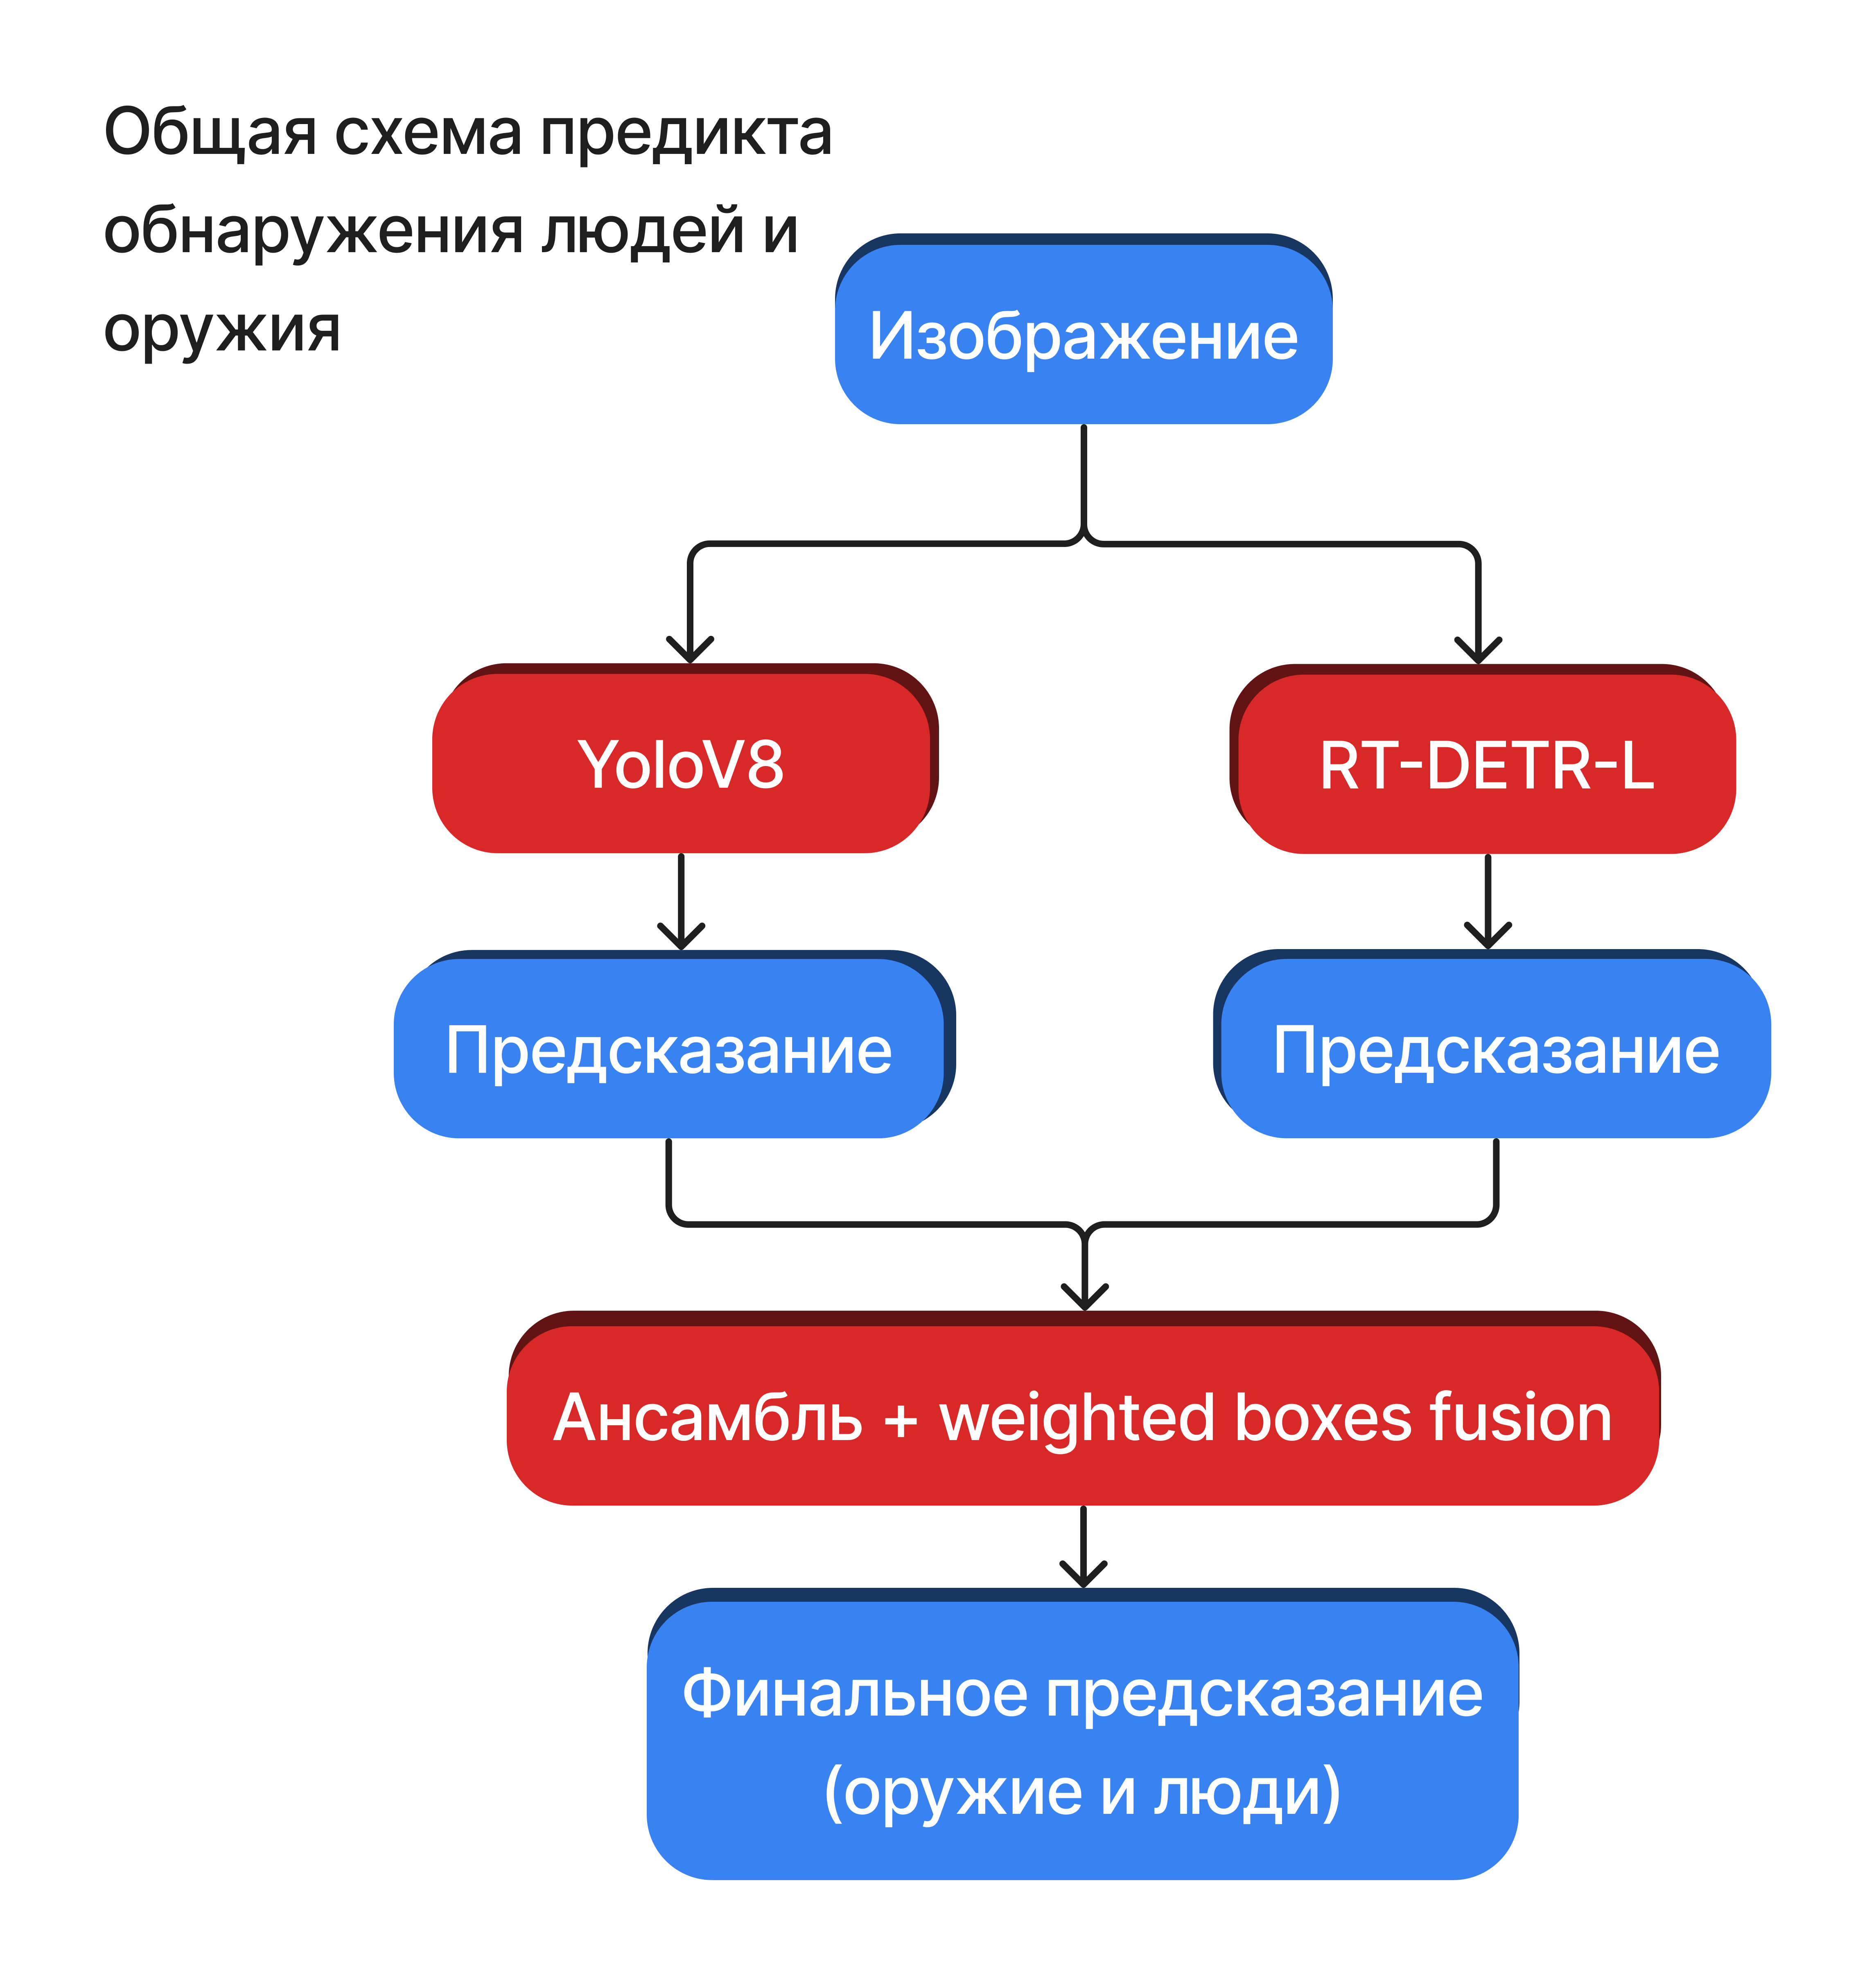 Общая схема предикта
обнаружения людей и
оружия
Изображение
YoloV8
RT-DETR-L
Предсказание
Предсказание
Ансамбль + weighted boxes fusion
Финальное предсказание
(оружие и люди)